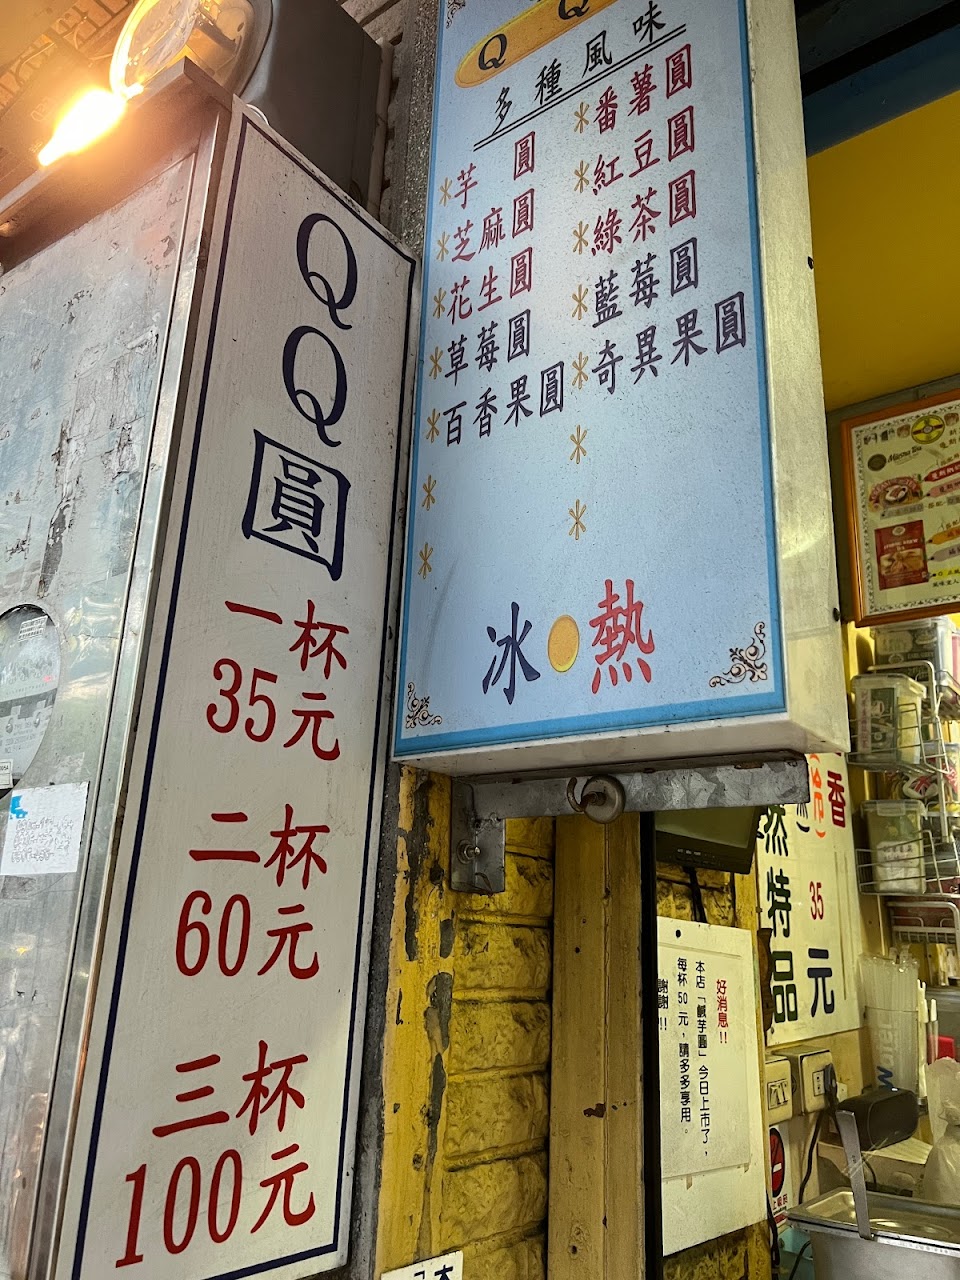 QQ圓
一杯
35元
二杯
60元
三杯
100元
QQ
多種風味
*芋圓
*芝麻圓
*花生圓
*草莓圓
*百香果圓
*番薯圓
*紅豆圓
*綠茶圓
*藍莓圓
*奇異果圓
冰 熱
好消息!!
本店「鹹芋圓」今日上市了，
每杯50元，請多多享用。
謝謝!!
香
35
元
特品